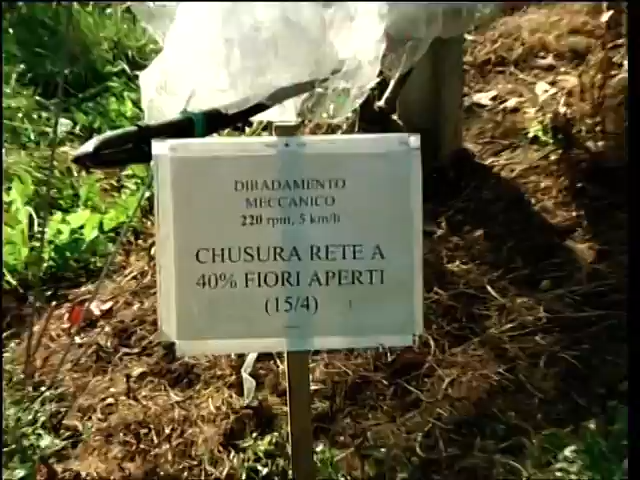 DIRADAMENTO
MECCANICO
220 rpm, 5 km/h
CHUSURA RETE A
40% FIORI APERTI
(15/4)